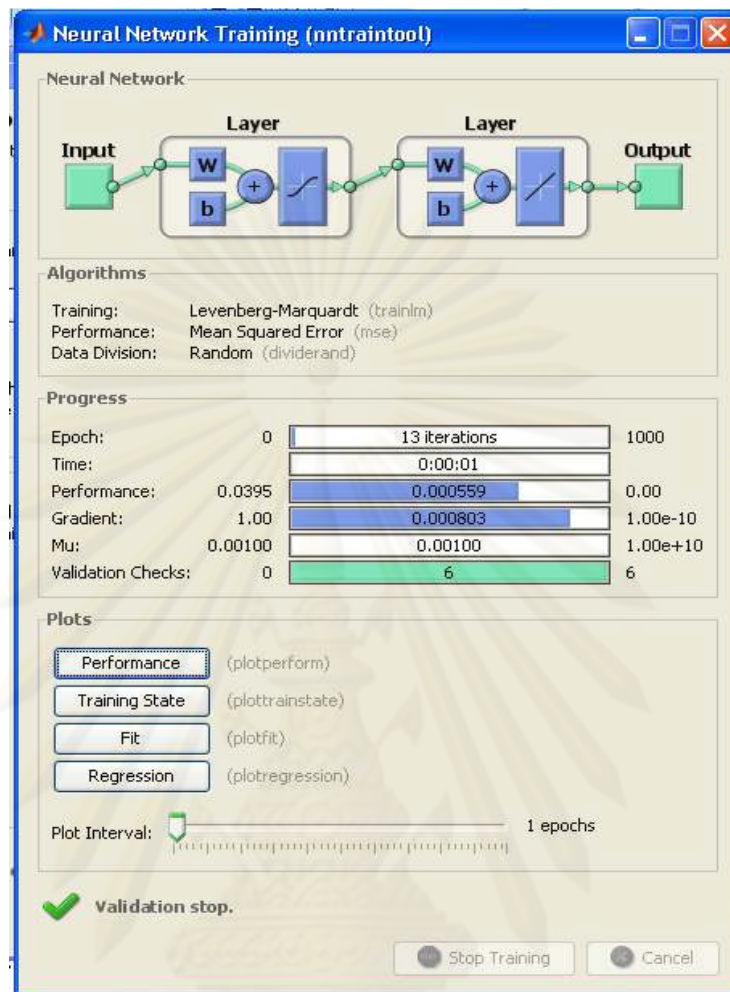 Neural Network Training (nntraintool)
Neural Network
Layer Layer
Input Output
W W
+ +
b b
Algorithms
Training: Levenberg-Marquardt (trainlm)
Performance: Mean Squared Error (mse)
Data Division: Random (dividerand)
Progress
Epoch: 0 13 iterations 1000
Time: 0:00:01
Performance: 0.0395 0.000559 0.00
Gradient: 1.00 0.000803 1.00e-10
Mu: 0.00100 0.00100 1.00e+10
Validation Checks: 0 6 6
Plots
Performance (plotperform)
Training State (plottrainstate)
Fit (plotfit)
Regression (plotregression)
Plot Interval: 1 epochs
Validation stop.
Stop Training Cancel